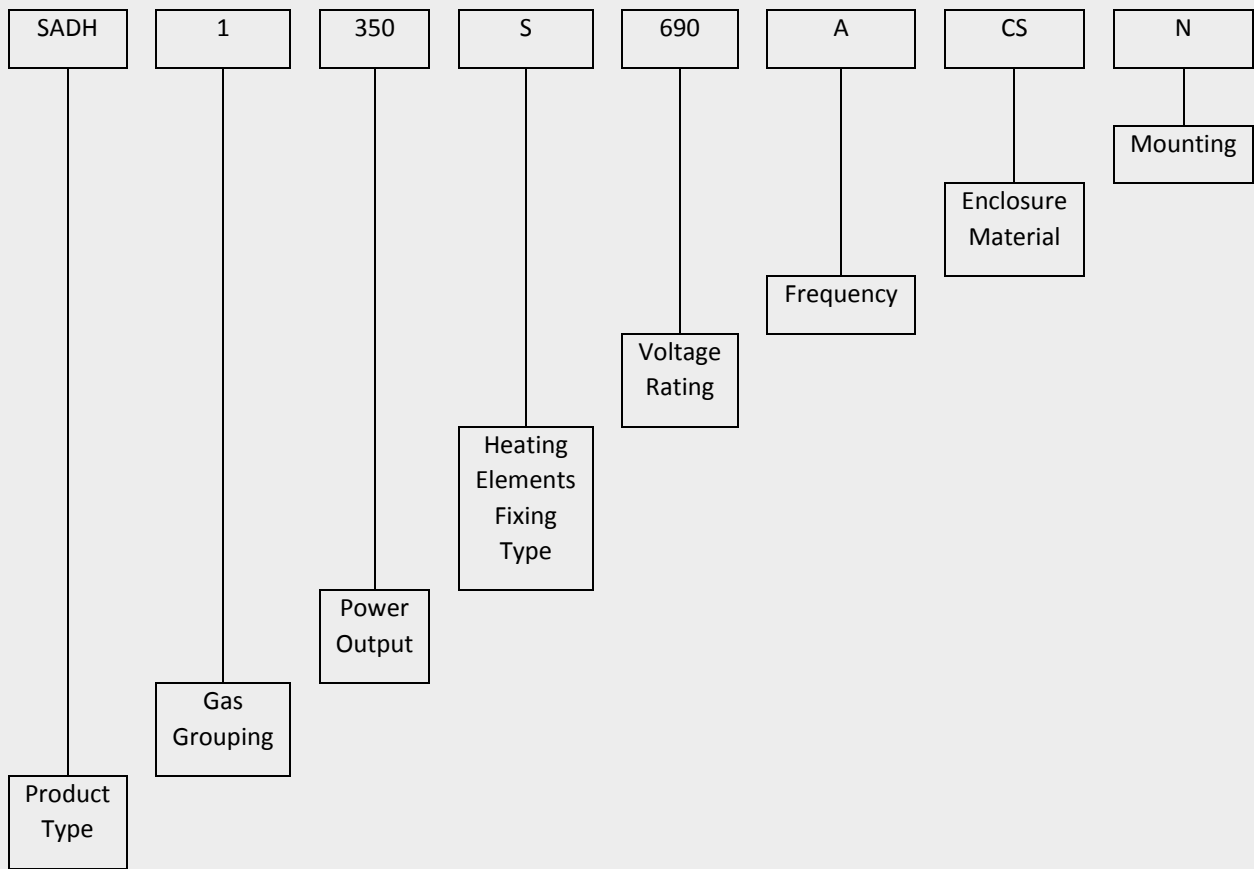 SADH
1
350
S
690
A
CS
N
Mounting
Enclosure
Material
Frequency
Voltage
Rating
Heating
Elements
Fixing
Type
Power
Output
Gas
Grouping
Product
Type